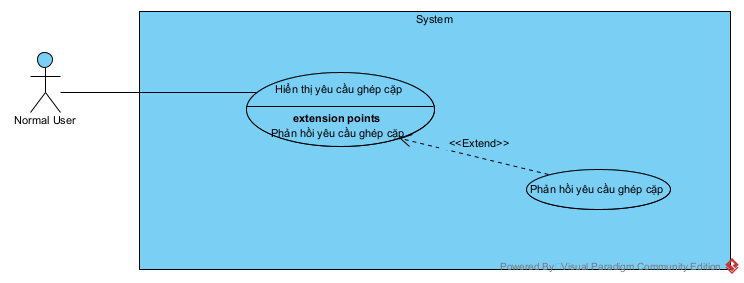 System
Hiển thị yêu cầu ghép cặp
extension points
Phản hồi yêu cầu ghép cặp
Normal User
<<Extend>>
Phản hồi yêu cầu ghép cặp
Powered By: Visual Paradigm Community Edition